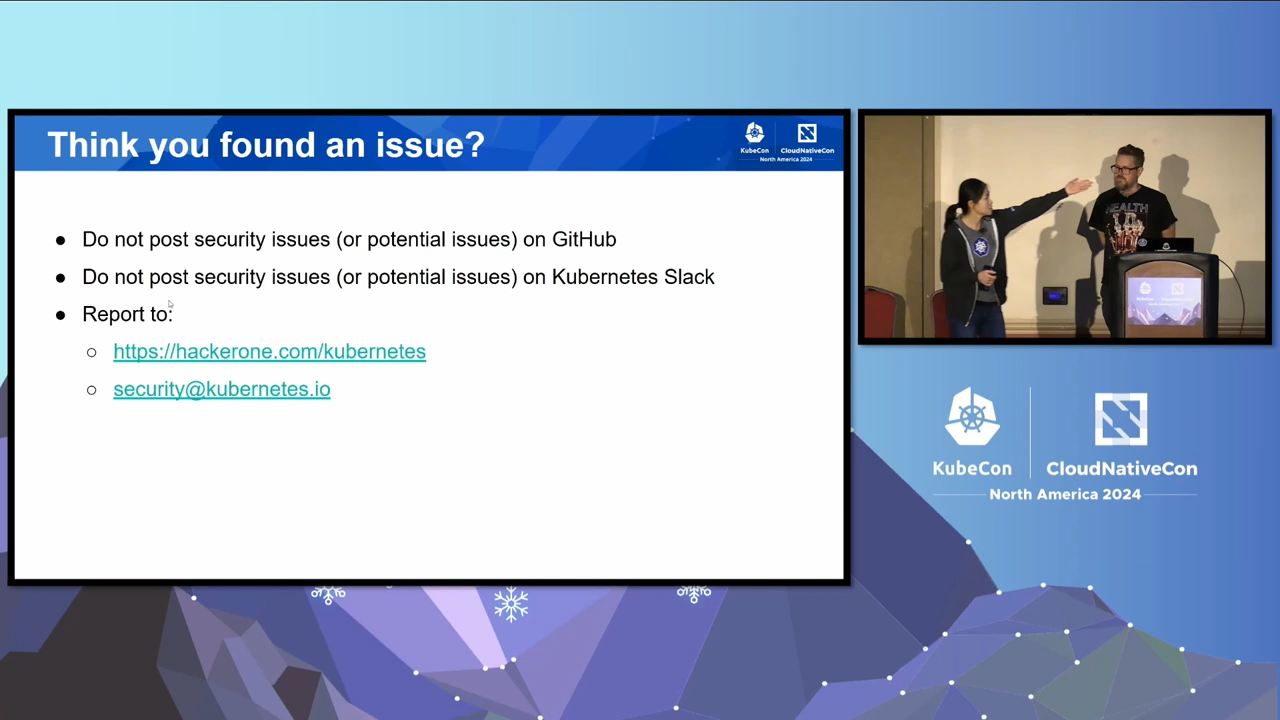 Think you found an issue?
KubeCon
CloudNativeCon
North America 2024
● Do not post security issues (or potential issues) on GitHub
● Do not post security issues (or potential issues) on Kubernetes Slack
● Report to:
○ https://hackerone.com/kubernetes
○ security@kubernetes.io
HEALTH
KubeCon
CloudNativeCon
North America 2024